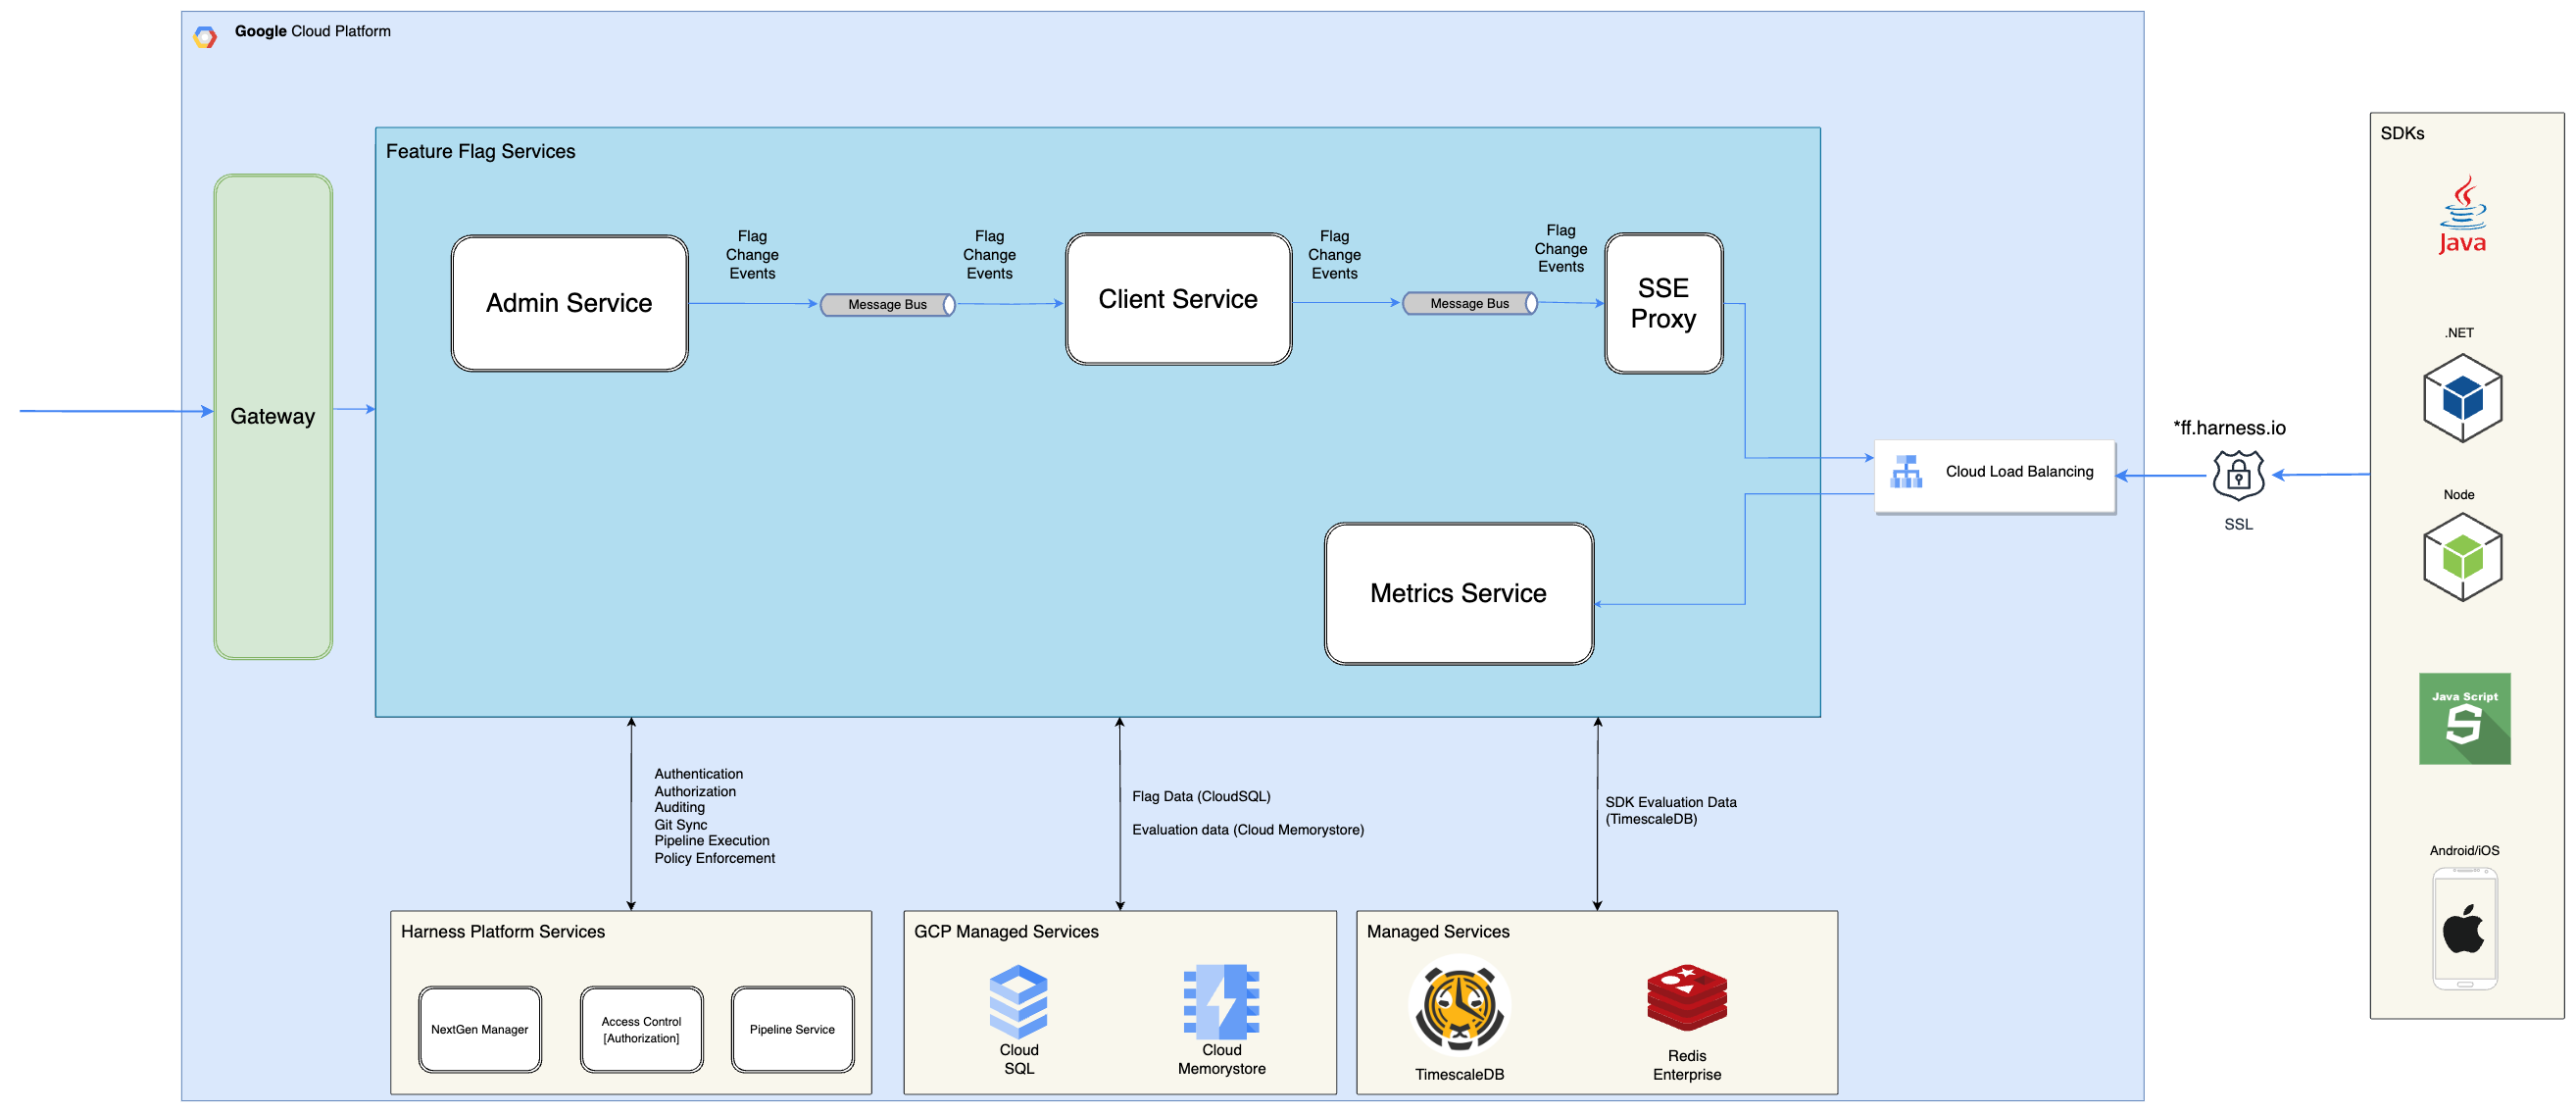 Google Cloud Platform
SDKs
Feature Flag Services
Java
Flag
Change
Events
Flag
Change
Events
Flag
Change
Events
Flag
Change
Events
Admin Service
Message Bus
Client Service
Message Bus
SSE
Proxy
.NET
Gateway
*ff.harness.io
Cloud Load Balancing
SSL
Node
Metrics Service
Java Script
S
Authentication
Authorization
Auditing
Git Sync
Pipeline Execution
Policy Enforcement
Flag Data (CloudSQL)
Evaluation data (Cloud Memorystore)
SDK Evaluation Data
(TimescaleDB)
Android/iOS
Harness Platform Services
NextGen Manager
Access Control
[Authorization]
Pipeline Service
GCP Managed Services
Cloud
SQL
Cloud
Memorystore
Managed Services
TimescaleDB
Redis
Enterprise